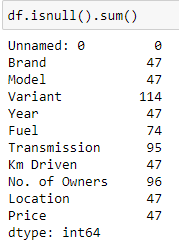 df.isnull().sum()
Unnamed: 0 0
Brand 47
Model 47
Variant 114
Year 47
Fuel 74
Transmission 95
Km Driven 47
No. of Owners 96
Location 47
Price 47
dtype: int64